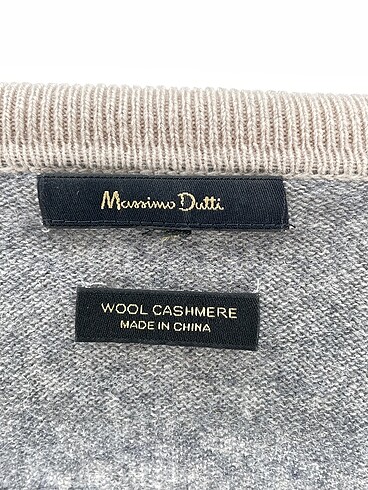 Massimo Dutti
WOOL CASHMERE
MADE IN CHINA